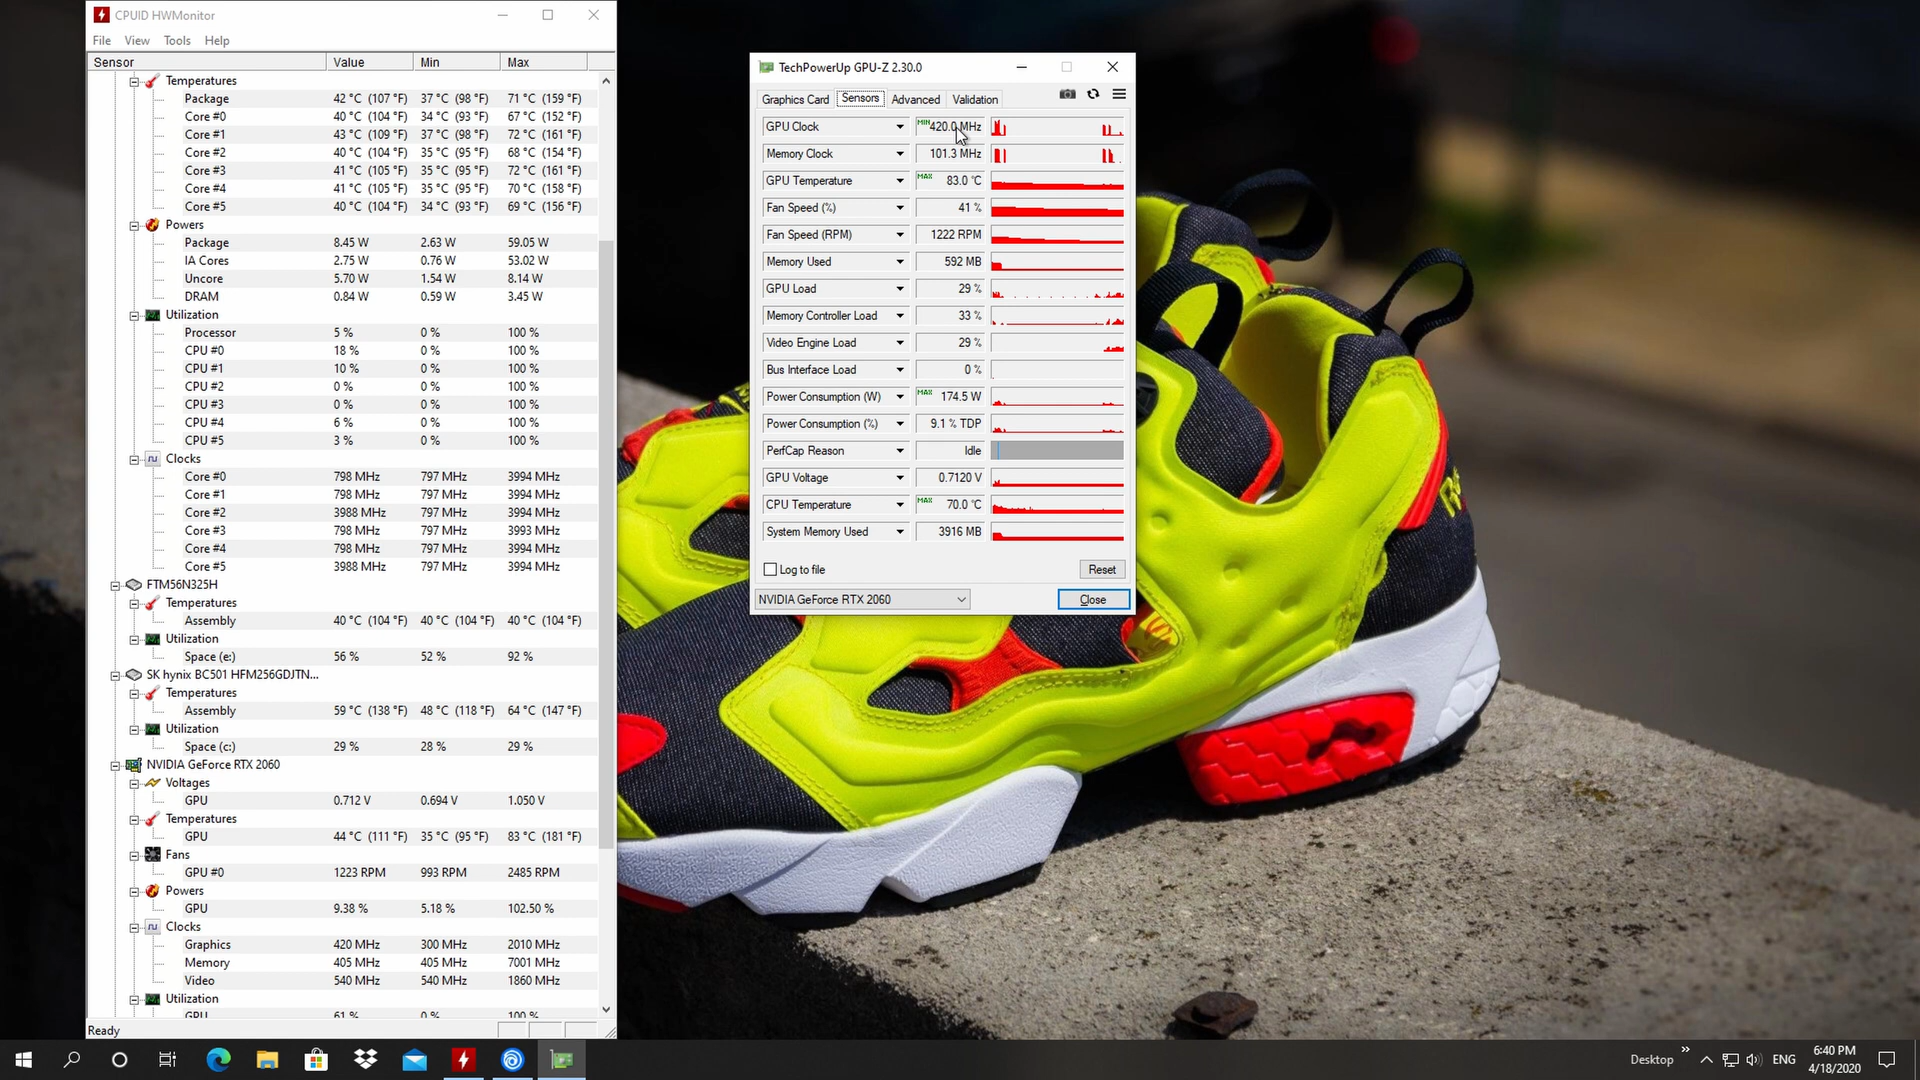 CPUID HWMonitor
File View Tools Help
Sensor Value Min Max
Temperatures
Package 42 °C (107 °F) 37 °C (98 °F) 71 °C (159 °F)
Core #0 40 °C (104 °F) 34 °C (93 °F) 67 °C (152 °F)
Core #1 43 °C (109 °F) 37 °C (98 °F) 72 °C (161 °F)
Core #2 40 °C (104 °F) 35 °C (95 °F) 68 °C (154 °F)
Core #3 41 °C (105 °F) 35 °C (95 °F) 72 °C (161 °F)
Core #4 41 °C (105 °F) 35 °C (95 °F) 70 °C (158 °F)
Core #5 40 °C (104 °F) 34 °C (93 °F) 69 °C (156 °F)
Powers
Package 8.45 W 2.63 W 59.05 W
IA Cores 2.75 W 0.76 W 53.02 W
Uncore 5.70 W 1.54 W 8.14 W
DRAM 0.84 W 0.59 W 3.45 W
Utilization
Processor 5 % 0 % 100 %
CPU #0 18 % 0 % 100 %
CPU #1 10 % 0 % 100 %
CPU #2 0 % 0 % 100 %
CPU #3 0 % 0 % 100 %
CPU #4 6 % 0 % 100 %
CPU #5 3 % 0 % 100 %
Clocks
Core #0 798 MHz 797 MHz 3994 MHz
Core #1 798 MHz 797 MHz 3994 MHz
Core #2 3988 MHz 797 MHz 3994 MHz
Core #3 798 MHz 797 MHz 3993 MHz
Core #4 798 MHz 797 MHz 3994 MHz
Core #5 3988 MHz 797 MHz 3994 MHz
FTM56N325H
Temperatures
Assembly 40 °C (104 °F) 40 °C (104 °F) 40 °C (104 °F)
Utilization
Space (e:) 56 % 52 % 92 %
SK hynix BC501 HFM256GDJTN...
Temperatures
Assembly 59 °C (138 °F) 48 °C (118 °F) 64 °C (147 °F)
Utilization
Space (c:) 29 % 28 % 29 %
NVIDIA GeForce RTX 2060
Voltages
GPU 0.712 V 0.694 V 1.050 V
Temperatures
GPU 44 °C (111 °F) 35 °C (95 °F) 83 °C (181 °F)
Fans
GPU #0 1223 RPM 993 RPM 2485 RPM
Powers
GPU 9.38 % 5.18 % 102.50 %
Clocks
Graphics 420 MHz 300 MHz 2010 MHz
Memory 405 MHz 405 MHz 7001 MHz
Video 540 MHz 540 MHz 1860 MHz
Utilization
GPU 61 % 0 % 100 %
Ready
TechPowerUp GPU-Z 2.30.0
Graphics Card Sensors Advanced Validation
GPU Clock MIN 420.0 MHz
Memory Clock 101.3 MHz
GPU Temperature MAX 83.0 °C
Fan Speed (%) 41 %
Fan Speed (RPM) 1222 RPM
Memory Used 592 MB
GPU Load 29 %
Memory Controller Load 33 %
Video Engine Load 29 %
Bus Interface Load 0 %
Power Consumption (W) MAX 174.5 W
Power Consumption (%) 9.1 % TDP
PerfCap Reason Idle
GPU Voltage 0.7120 V
CPU Temperature MAX 70.0 °C
System Memory Used 3916 MB
Log to file Reset
NVIDIA GeForce RTX 2060 Close
Desktop ENG 6:40 PM
4/18/2020